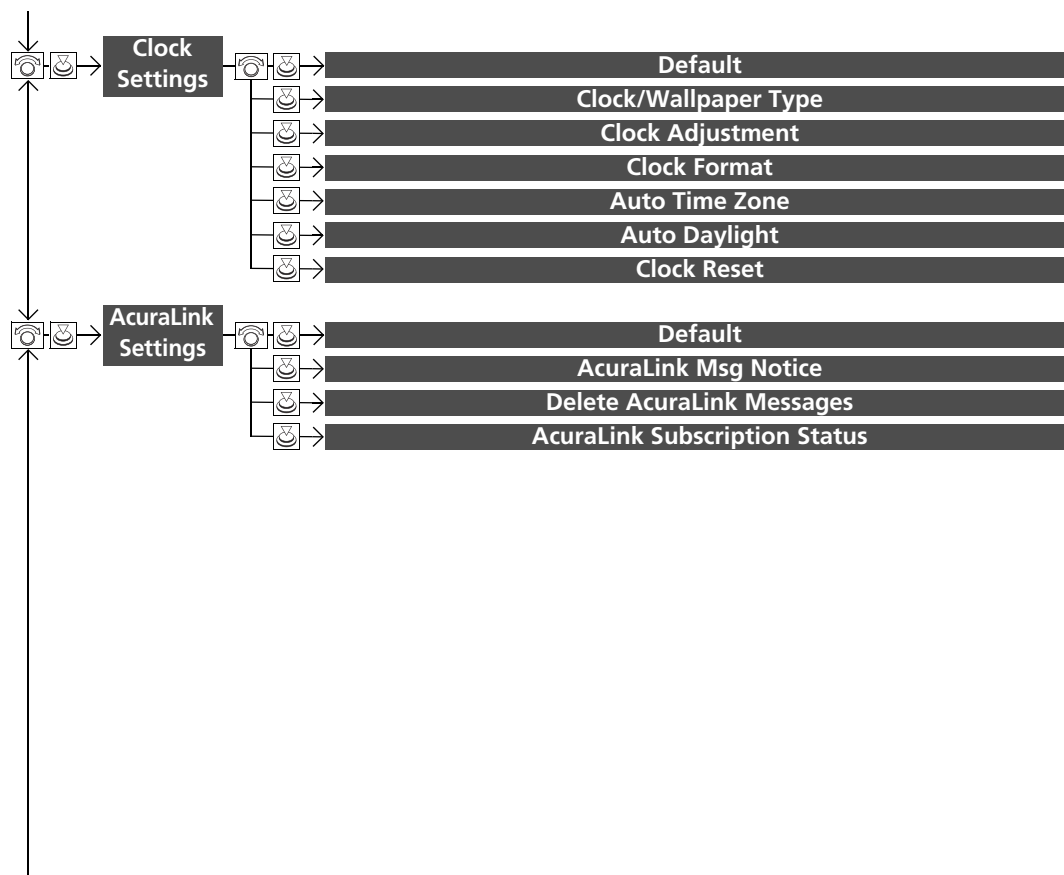 Clock
Settings
Default
Clock/Wallpaper Type
Clock Adjustment
Clock Format
Auto Time Zone
Auto Daylight
Clock Reset
AcuraLink
Settings
Default
AcuraLink Msg Notice
Delete AcuraLink Messages
AcuraLink Subscription Status